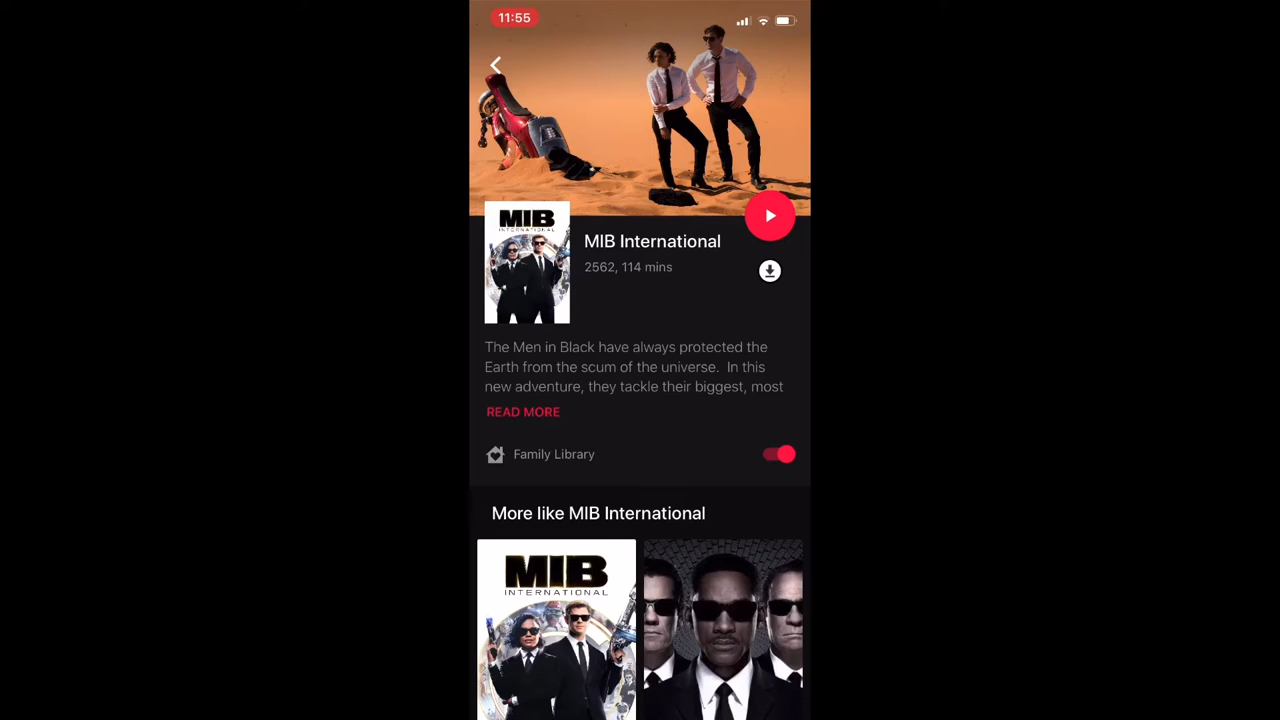 11:55
MIB
INTERNATIONAL
MIB International
2562, 114 mins
The Men in Black have always protected the
Earth from the scum of the universe.  In this
new adventure, they tackle their biggest, most
READ MORE
Family Library
More like MIB International
MIB
INTERNATIONAL